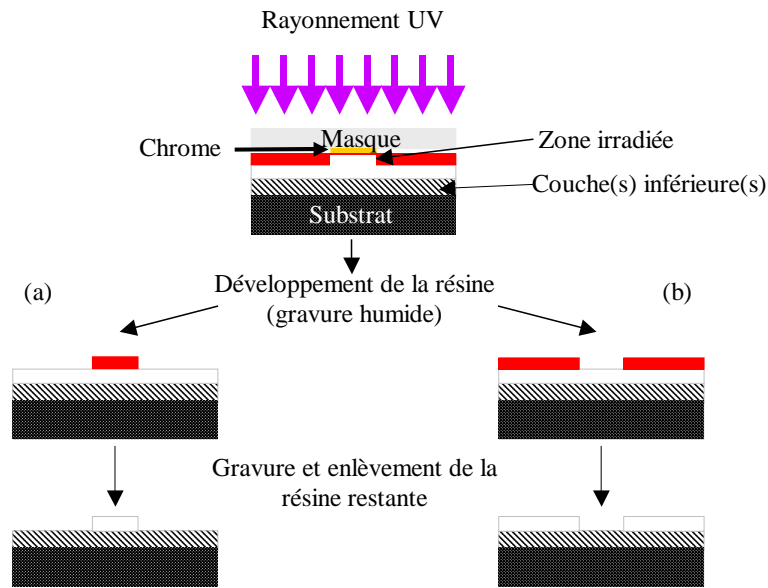 Rayonnement UV
Masque
Chrome
Zone irradiée
Couche(s) inférieure(s)
Substrat
(a)
Développement de la résine
(gravure humide)
(b)
Gravure et enlèvement de la
résine restante